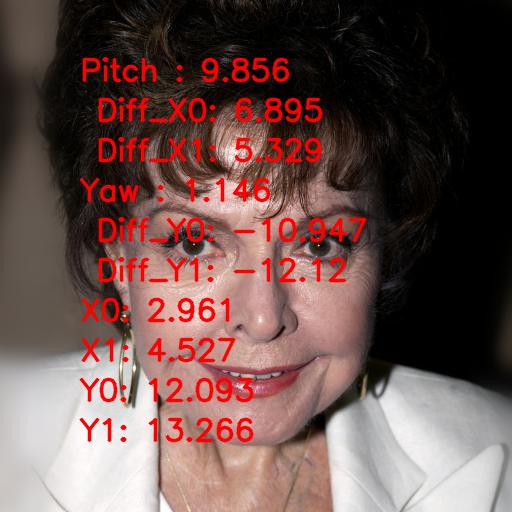 Pitch : 9.856
Diff_X0: 6.895
Diff_X1: 5.329
Yaw : 1.146
Diff_Y0: -10.947
Diff_Y1: -12.12
X0: 2.961
X1: 4.527
Y0: 12.093
Y1: 13.266